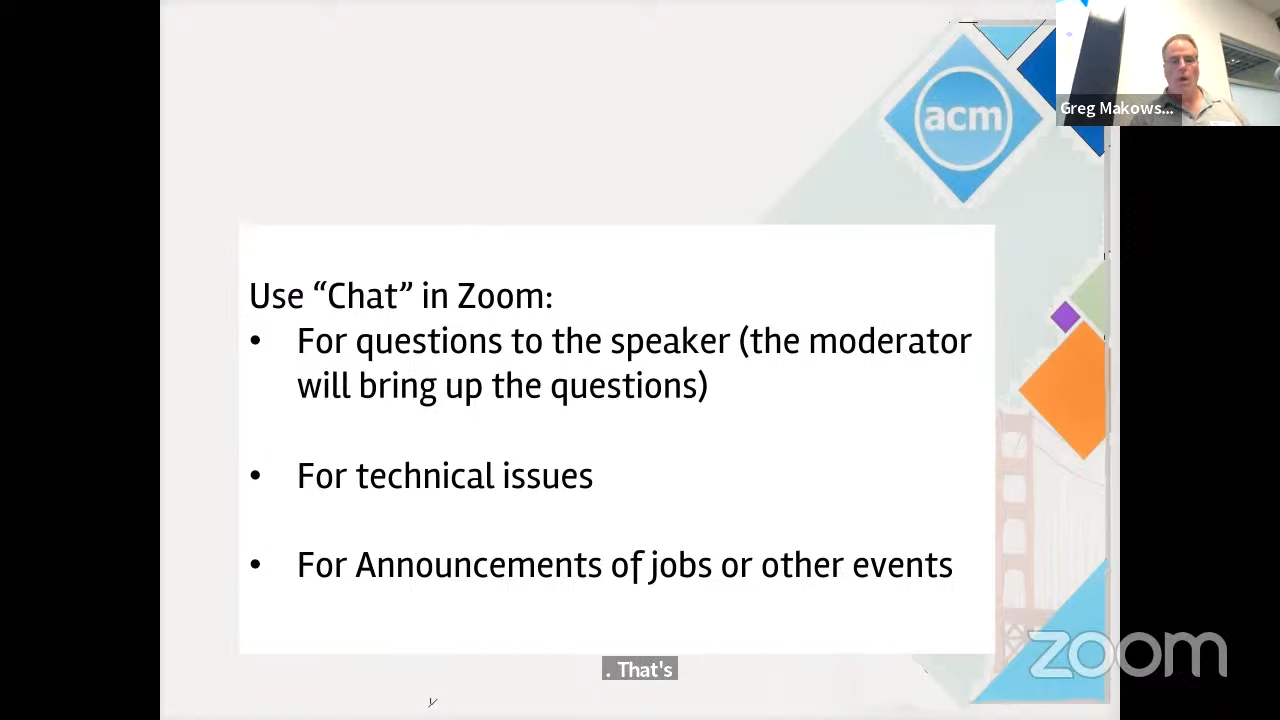 acm
Greg Makows...
Use “Chat” in Zoom:
• For questions to the speaker (the moderator
will bring up the questions)
• For technical issues
• For Announcements of jobs or other events
. That's
zoom